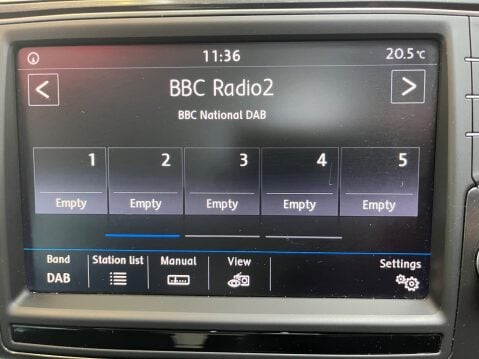 11:36
20.5°C
<
BBC Radio2
>
BBC National DAB
1 2 3 4 5
Empty Empty Empty Empty Empty
Band Station list Manual View Settings
DAB